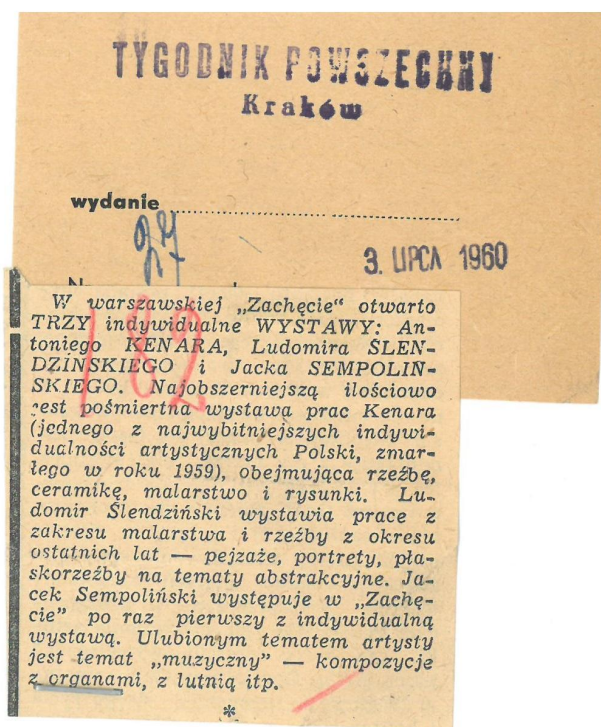 TYGODNIK POWSZECHNY
Kraków
wydanie
27
3. LIPCA 1960
182
W warszawskiej „Zachęcie“ otwarto
TRZY indywidualne WYSTAWY: An-
toniego KENARA, Ludomira ŚLEN-
DZIŃSKIEGO i Jacka SEMPOLIŃ-
SKIEGO. Najobszerniejszą ilościowo
jest pośmiertna wystawa prac Kenara
(jednego z najwybitniejszych indywi-
dualności artystycznych Polski, zmar-
łego w roku 1959), obejmująca rzeźbę,
ceramikę, malarstwo i rysunki. Lu-
domir Ślendziński wystawia prace z
zakresu malarstwa i rzeźby z okresu
ostatnich lat — pejzaże, portrety, pła-
skorzeźby na tematy abstrakcyjne. Ja-
cek Sempoliński występuje w „Zachę-
cie” po raz pierwszy z indywidualną
wystawą. Ulubionym tematem artysty
jest temat „muzyczny” — kompozycje
z organami, z lutnią itp.
*